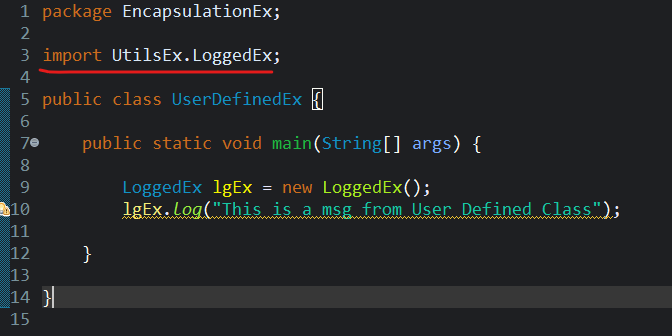 1 package EncapsulationEx;
2
3 import UtilsEx.LoggedEx;
4
5 public class UserDefinedEx {
6
7 public static void main(String[] args) {
8
9 LoggedEx lgEx = new LoggedEx();
10 lgEx.log("This is a msg from User Defined Class");
11
12 }
13
14 }
15